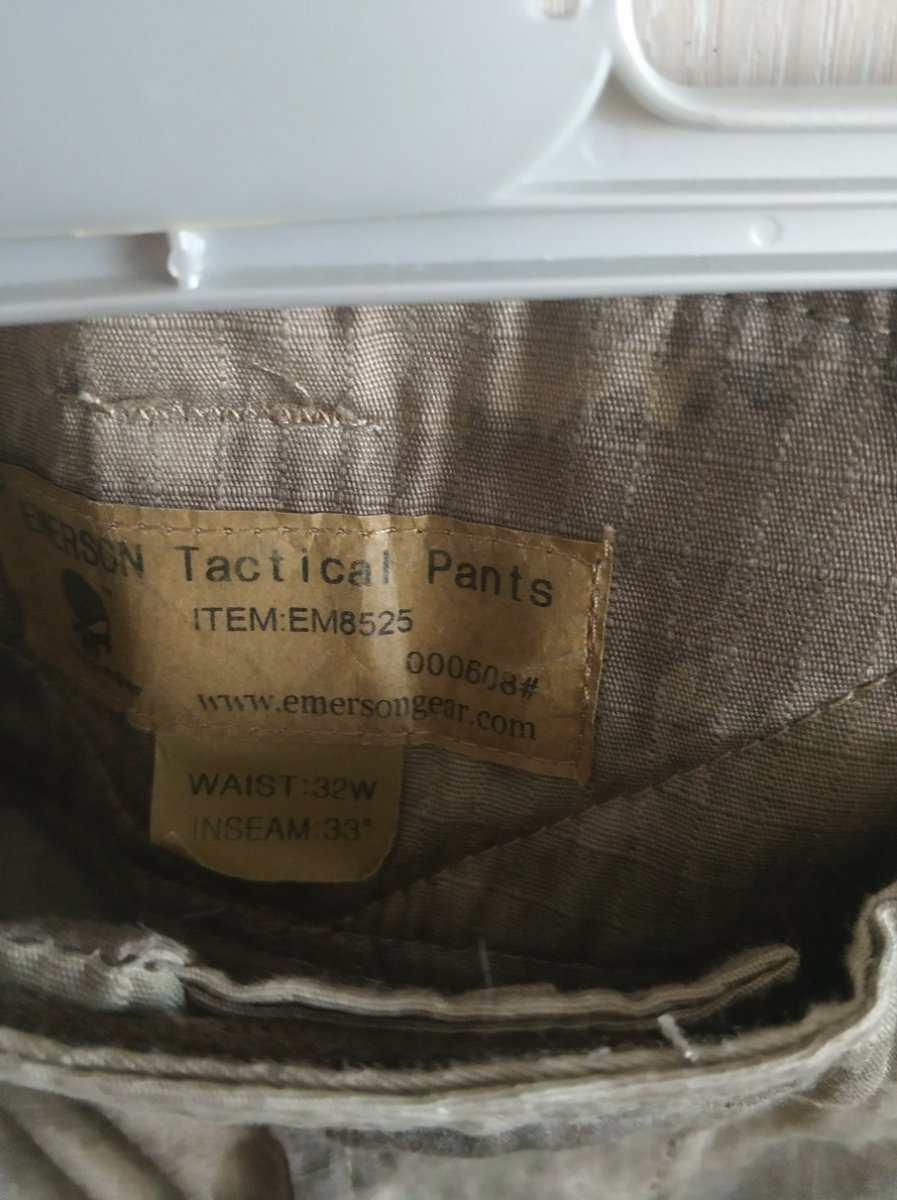 EMERSON Tactical Pants
ITEM:EM8525
000608#
www.emersongear.com
WAIST:32W
INSEAM:33"